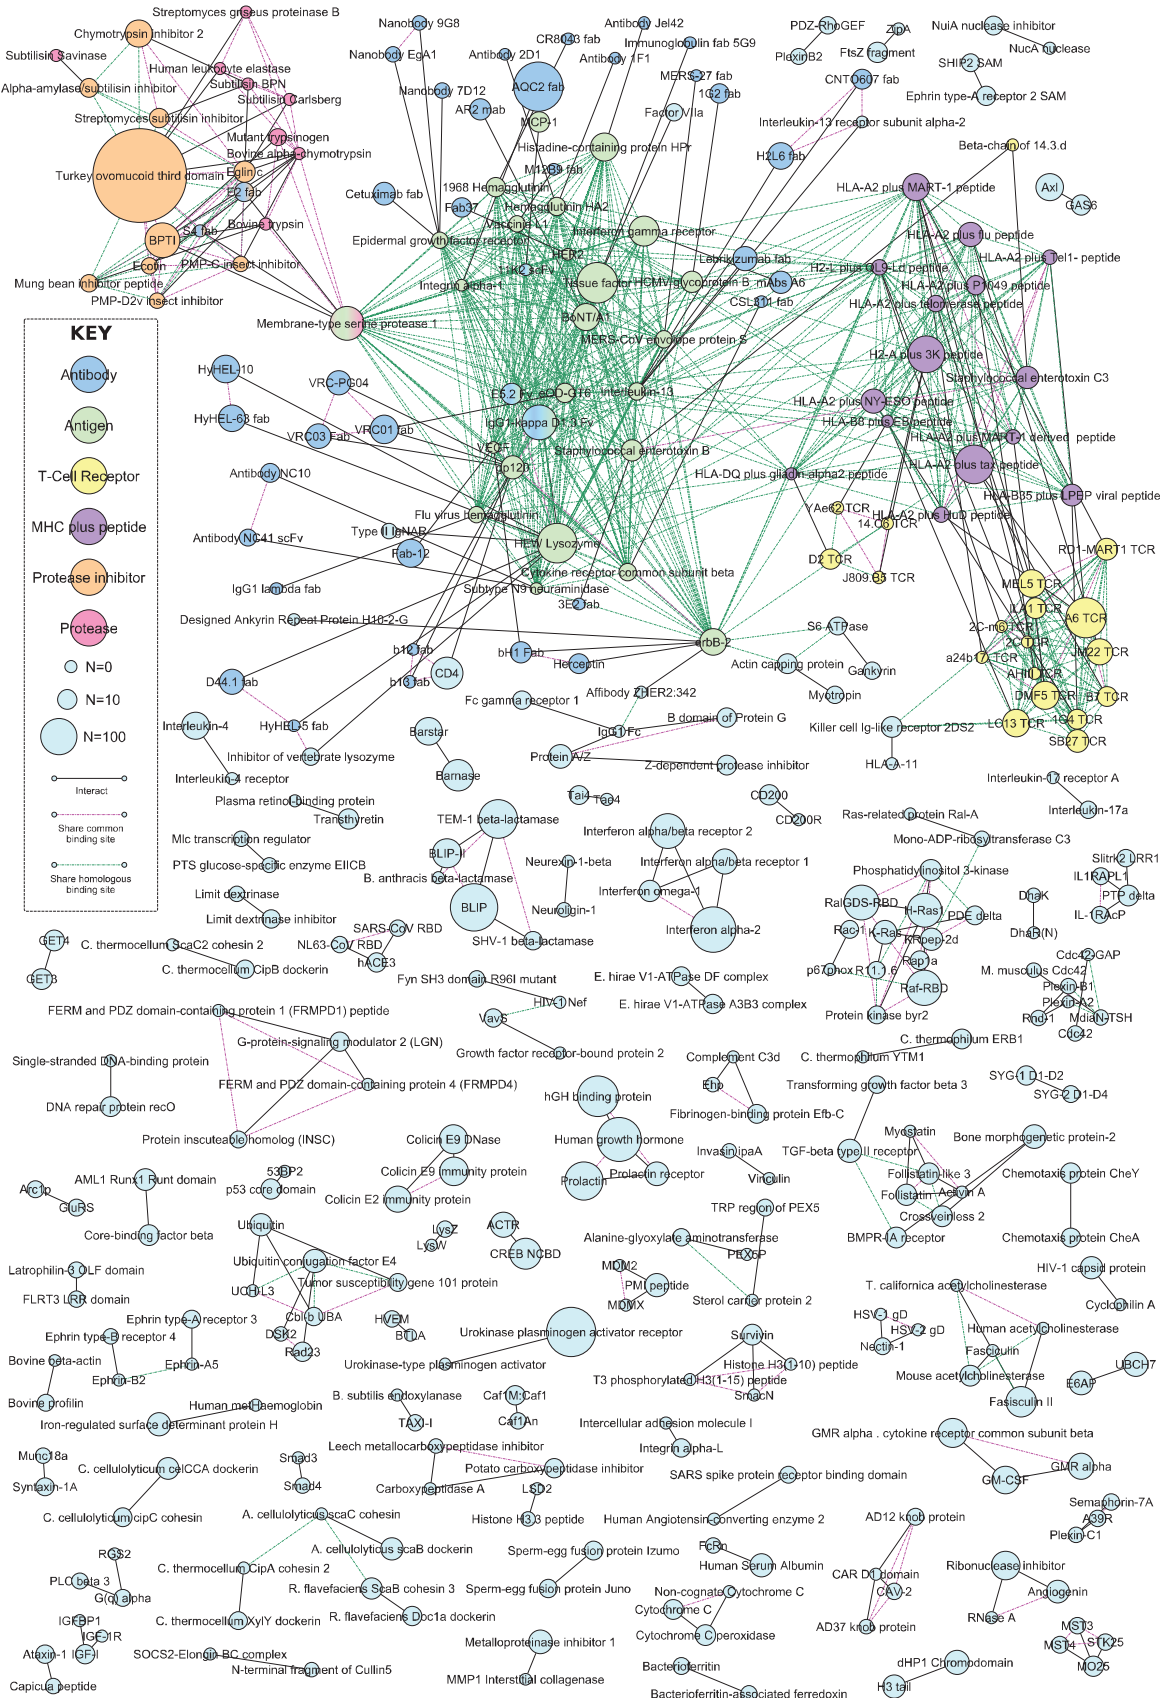 Streptomyces griseus proteinase B
Nanobody 9G8
Antibody Jel42
PDZ-RhoGEF
ZipA
NuiA nuclease inhibitor
Chymotrypsin inhibitor 2
CR8043 fab
Immunoglobulin fab 5G9
FtsZ fragment
NucA nuclease
Subtilisin Savinase
Nanobody EgA1
Antibody 2D1
Antibody 1F1
PlexinB2
SHIP2 SAM
Human leukocyte elastase
MERS-27 fab
CNTO607 fab
Alpha-amylase/subtilisin inhibitor
Subtilisin BPN
Nanobody 7D12
AQC2 fab
1G2 fab
Ephrin type-A receptor 2 SAM
Subtilisin Carlsberg
AR2 mab
Factor VIIa
Streptomyces subtilisin inhibitor
MCP-1
Interleukin-13 receptor subunit alpha-2
Mutant trypsinogen
Histadine-containing protein HPr
Beta-chain of 14.3.d
Bovine alpha-chymotrypsin
H2L6 fab
Turkey ovomucoid third domain
Eglin c
M12B9 fab
E2 fab
Cetuximab fab
1968 Hemagglutinin
HLA-A2 plus MART-1 peptide
Axl
Fab37
Hemagglutinin HA2
GAS6
Bovine trypsin
Vaccinia L1
S4 fab
Interferon gamma receptor
HLA-A2 plus flu peptide
BPTI
Epidermal growth factor receptor
HER2
Lebrikizumab fab
HLA-A2 plus Tel1- peptide
Ecotin
PMP-C insect inhibitor
11K2 scFv
H2-L plus QL9-Ld peptide
Mung bean inhibitor peptide
Integrin alpha-1
Tissue factor
HCMV glycoprotein B
mAbs A6
HLA-A2 plus P1049 peptide
PMP-D2v insect inhibitor
CSL311 fab
HLA-A2 plus telomerase peptide
Membrane-type serine protease 1
BoNT/A1
KEY
MERS-CoV envelope protein S
H2-A plus 3K peptide
Antibody
HyHEL-10
VRC-PG04
E5.2 Fv
eOD-GT6
Interleukin-13
Staphylococcal enterotoxin C3
HLA-A2 plus NY-ESO peptide
Antigen
HyHEL-63 fab
VRC03 Fab
VRC01 fab
IgG1-kappa D1.3 Fv
HLA-B8 plus EB peptide
HLA-A2 plus MART-1 derived peptide
VEGF
Staphylococcal enterotoxin B
T-Cell Receptor
Antibody NC10
gp120
HLA-DQ plus gliadin-alpha2 peptide
HLA-A2 plus tax peptide
HLA-B35 plus LPEP viral peptide
MHC plus peptide
Flu virus hemagglutinin
YAe62 TCR
HLA-A2 plus HuD peptide
14.C6 TCR
Antibody NC41 scFv
Type II IgNAR
HEW Lysozyme
Fab-12
RD1-MART1 TCR
D2 TCR
Protease inhibitor
Cytokine receptor common subunit beta
J809.B5 TCR
MEL5 TCR
IgG1 lambda fab
Subtype N9 neuraminidase
3E2 fab
ILA1 TCR
Protease
Designed Ankyrin Repeat Protein H10-2-G
S6 ATPase
2C-m6 TCR
A6 TCR
b12 fab
bH1 Fab
erbB-2
2C TCR
JM22 TCR
N=0
Herceptin
Actin capping protein
Gankyrin
a24b17 TCR
AHIII TCR
D44.1 fab
b13 fab
CD4
Affibody ZHER2:342
Myotropin
DMF5 TCR
B7 TCR
N=10
Fc gamma receptor 1
B domain of Protein G
Interleukin-4
HyHEL-5 fab
IgG1 Fc
Killer cell Ig-like receptor 2DS2
LC13 TCR
1G4 TCR
N=100
Barstar
SB27 TCR
Inhibitor of vertebrate lysozyme
Protein A/Z
Z-dependent protease inhibitor
HLA-A-11
Interact
Interleukin-4 receptor
Barnase
Interleukin-17 receptor A
Plasma retinol-binding protein
Tai4
Tae4
CD200
Share common
binding site
Transthyretin
TEM-1 beta-lactamase
CD200R
Ras-related protein Ral-A
Interleukin-17a
Mlc transcription regulator
Interferon alpha/beta receptor 2
Mono-ADP-ribosyltransferase C3
PTS glucose-specific enzyme EIICB
BLIP-II
Neurexin-1-beta
Interferon alpha/beta receptor 1
Slitrk2 LRR1
Share homologous
binding site
B. anthracis beta-lactamase
Phosphatidylinositol 3-kinase
IL1RAPL1
Limit dextrinase
Interferon omega-1
DhaK
PTP delta
BLIP
Neuroligin-1
RalGDS-RBD
H-Ras1
PDE delta
IL-1RAcP
Limit dextrinase inhibitor
SARS-CoV RBD
Interferon alpha-2
Rac-1
K-Ras
KRpep-2d
DhaR(N)
GET4
C. thermocellum ScaC2 cohesin 2
NL63-CoV RBD
SHV-1 beta-lactamase
Cdc42-GAP
hACE3
Rap1a
GET3
C. thermocellum CipB dockerin
Fyn SH3 domain R96I mutant
E. hirae V1-ATPase DF complex
p67phox
R11.1.6
M. musculus Cdc42
Raf-RBD
Plexin-B1
FERM and PDZ domain-containing protein 1 (FRMPD1) peptide
HIV-1 Nef
E. hirae V1-ATPase A3B3 complex
Plexin-A2
VavS
Protein kinase byr2
Rnd-1
MdiaN-TSH
G-protein-signaling modulator 2 (LGN)
C. thermophilum ERB1
Cdc42
Single-stranded DNA-binding protein
Growth factor receptor-bound protein 2
Complement C3d
C. thermophilum YTM1
FERM and PDZ domain-containing protein 4 (FRMPD4)
Ehp
Transforming growth factor beta 3
SYG-1 D1-D2
DNA repair protein recO
hGH binding protein
SYG-2 D1-D4
Fibrinogen-binding protein Efb-C
Protein inscuteable homolog (INSC)
Colicin E9 DNase
Human growth hormone
Myostatin
Bone morphogenetic protein-2
Invasin ipaA
TGF-beta type II receptor
53BP2
Colicin E9 immunity protein
Prolactin receptor
Follistatin-like 3
Chemotaxis protein CheY
AML1 Runx1 Runt domain
Prolactin
Vinculin
Arc1p
p53 core domain
Follistatin
Activin A
GluRS
Colicin E2 immunity protein
TRP region of PEX5
Crossveinless 2
Core-binding factor beta
Ubiquitin
LysZ
ACTR
Alanine-glyoxylate aminotransferase
BMPR-IA receptor
Chemotaxis protein CheA
LysW
CREB NCBD
PEX5P
Latrophilin-3 OLF domain
Ubiquitin conjugation factor E4
MDM2
HIV-1 capsid protein
UCH-L3
Tumor susceptibility gene 101 protein
PMI peptide
T. californica acetylcholinesterase
FLRT3 LRR domain
MDMX
Sterol carrier protein 2
Cyclophilin A
Ephrin type-A receptor 3
Cbl-b UBA
HVEM
HSV-1 gD
Ephrin type-B receptor 4
DSK2
BTLA
Urokinase plasminogen activator receptor
Survivin
HSV-2 gD
Human acetylcholinesterase
Rad23
Nectin-1
Fasciculin
Bovine beta-actin
Ephrin-A5
Urokinase-type plasminogen activator
Histone H3(1-10) peptide
UBCH7
Ephrin-B2
T3 phosphorylated H3(1-15) peptide
Mouse acetylcholinesterase
E6AP
Bovine profilin
Human metHaemoglobin
B. subtilis endoxylanase
Caf1M:Caf1
SmacN
Fasisculin II
Iron-regulated surface determinant protein H
TAXI-I
Caf1An
Intercellular adhesion molecule I
GMR alpha . cytokine receptor common subunit beta
Munc18a
Smad3
Leech metallocarboxypeptidase inhibitor
Integrin alpha-L
C. cellulolyticum celCCA dockerin
Potato carboxypeptidase inhibitor
SARS spike protein receptor binding domain
GMR alpha
Syntaxin-1A
Smad4
Carboxypeptidase A
LSD2
GM-CSF
Semaphorin-7A
C. cellulolyticum cipC cohesin
A. cellulolyticus scaC cohesin
Histone H3.3 peptide
Human Angiotensin-converting enzyme 2
AD12 knob protein
A39R
Plexin-C1
RGS2
A. cellulolyticus scaB dockerin
Sperm-egg fusion protein Izumo
FcRn
C. thermocellum CipA cohesin 2
Human Serum Albumin
CAR D1 domain
Ribonuclease inhibitor
PLC beta 3
R. flavefaciens ScaB cohesin 3
Sperm-egg fusion protein Juno
Non-cognate Cytochrome C
CAV-2
Angiogenin
G(q) alpha
Cytochrome C
IGFBP1
C. thermocellum XylY dockerin
R. flavefaciens Doc1a dockerin
AD37 knob protein
RNase A
IGF-1R
Cytochrome C peroxidase
MST3
Ataxin-1
IGF-I
SOCS2-Elongin BC complex
Metalloproteinase inhibitor 1
MST4
STK25
N-terminal fragment of Cullin5
Bacterioferritin
dHP1 Chromodomain
MO25
Capicua peptide
MMP1 Interstitial collagenase
H3 tail
Bacterioferritin-associated ferredoxin